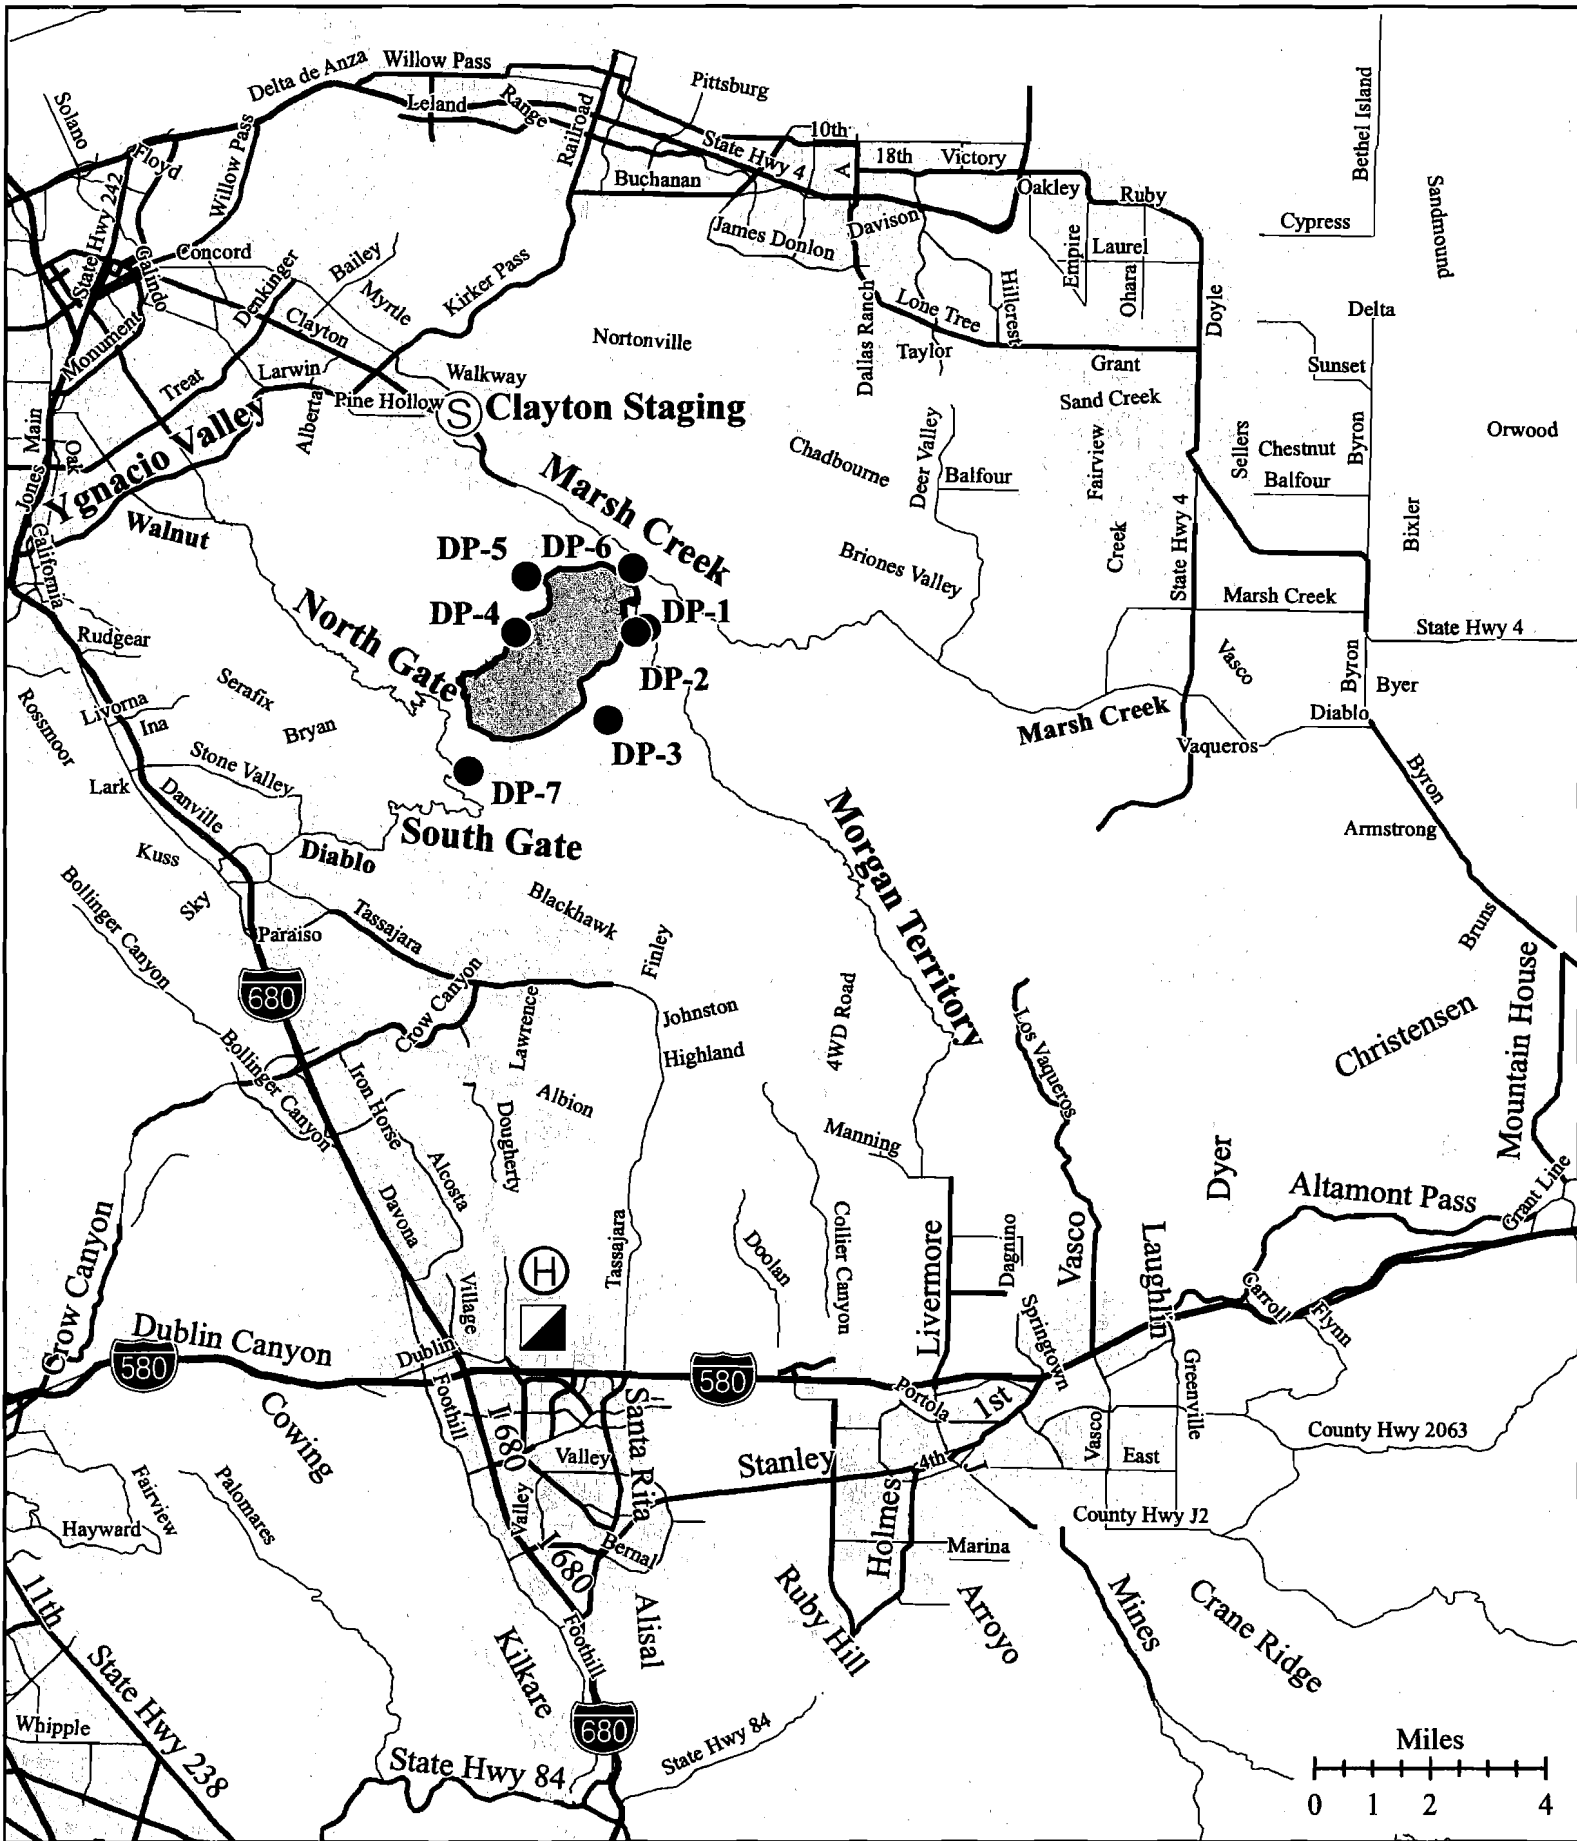 Delta de Anza
Willow Pass
Pittsburg
Bethel Island
Solano
Leland
Range
Railroad
State Hwy 4
10th
A
18th
Victory
Floyd
State Hwy 242
Willow Pass
Buchanan
Oakley
Ruby
Sandmound
James Donlon
Davison
Cypress
Concord
Galindo
Denkinger
Bailey
Myrtle
Kirker Pass
Empire
Laurel
Ohara
Hillcrest
Doyle
Delta
Monument
Clayton
Nortonville
Dallas Ranch
Lone Tree
Taylor
Grant
Sunset
Treat
Larwin
Alberta
Pine Hollow
Walkway
S
Clayton Staging
Sand Creek
Main
Oak
Ygnacio Valley
Chadbourne
Deer Valley
Balfour
Fairview
Sellers
Chestnut
Balfour
Byron
Orwood
Jones
California
Walnut
Marsh Creek
Briones Valley
Creek
State Hwy 4
Bixler
DP-5
DP-6
DP-4
DP-1
Marsh Creek
State Hwy 4
North Gate
Rudgear
DP-2
Vasco
Byron
Byer
Rossmoor
Livorna
Ina
Serafix
Bryan
Marsh Creek
Diablo
Vaqueros
DP-3
Stone Valley
Lark
Danville
DP-7
South Gate
Diablo
Byron
Armstrong
Kuss
Morgan Territory
Bollinger Canyon
Sky
Blackhawk
Bruns
Tassajara
Paraiso
Finley
680
Crow Canyon
Lawrence
Johnston
Highland
4WD Road
Los Vaqueros
Christensen
Mountain House
Bollinger Canyon
Iron Horse
Albion
Dougherty
Manning
Alcosta
Davona
Dyer
Altamont Pass
Grant Line
Crow Canyon
Tassajara
Doolan
Collier Canyon
Livermore
Dagnino
Vasco
Laughlin
H
Village
Springtown
Carroll
Flynn
Dublin Canyon
Dublin
580
580
Portola
1st
Greenville
Foothill
Cowing
I 680
Santa Rita
Valley
Stanley
4th
J
Vasco
East
County Hwy 2063
Fairview
Palomares
Hayward
Valley
I 680
Bernal
Holmes
Marina
County Hwy J2
11th
Foothill
Alisal
Kilkare
Ruby Hill
Arroyo
Mines
Crane Ridge
State Hwy 238
Whipple
680
State Hwy 84
State Hwy 84
Miles
0 1 2 4